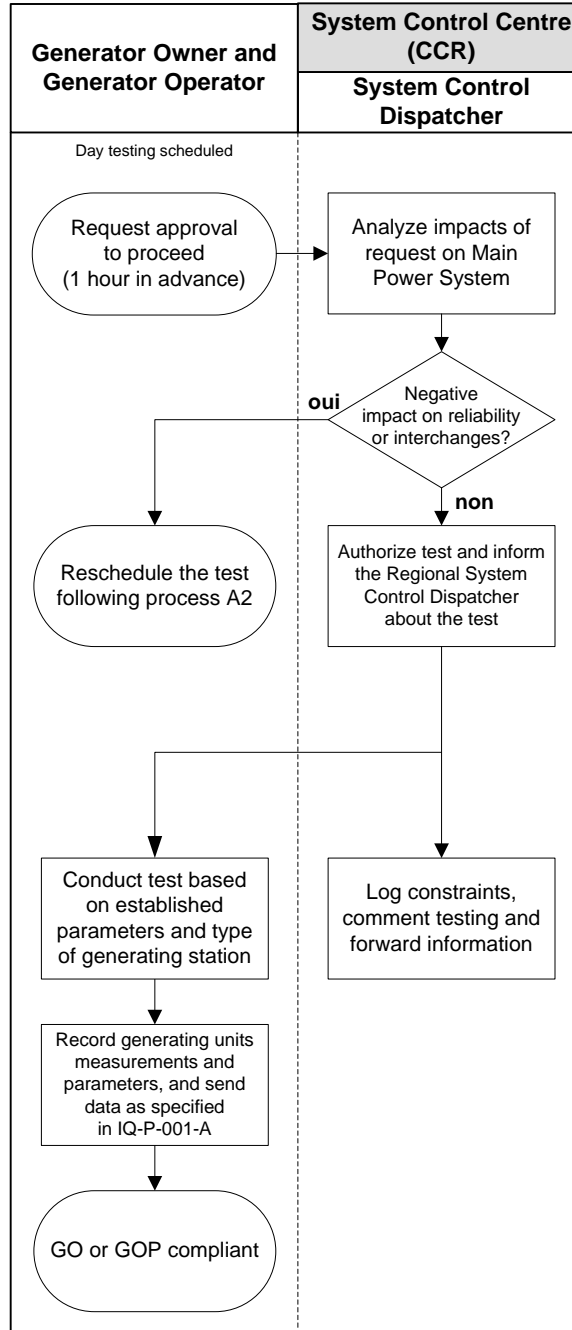 Generator Owner and
Generator Operator
System Control Centre
(CCR)
System Control
Dispatcher
Day testing scheduled
Request approval
to proceed
(1 hour in advance)
Analyze impacts of
request on Main
Power System
Negative
impact on reliability
or interchanges?
oui
non
Reschedule the test
following process A2
Authorize test and inform
the Regional System
Control Dispatcher
about the test
Conduct test based
on established
parameters and type
of generating station
Log constraints,
comment testing and
forward information
Record generating units
measurements and
parameters, and send
data as specified
in IQ-P-001-A
GO or GOP compliant